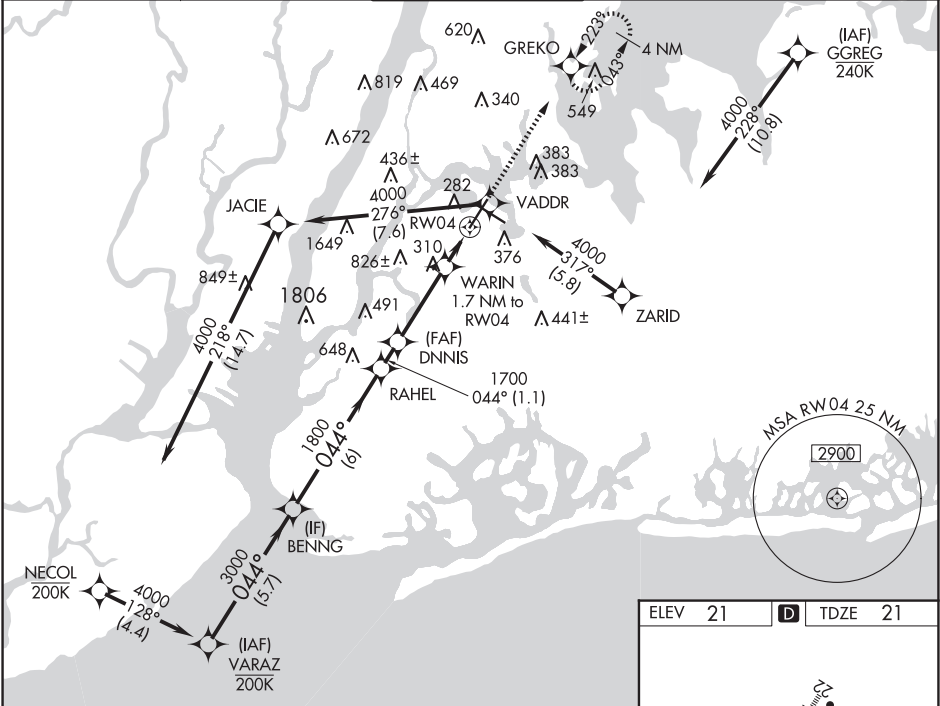 620
GREKO
223°
043°
4 NM
549
(IAF)
GGREG
240K
4000
228°
(10.8)
819
469
340
672
436±
383
383
282
4000
276°
(7.6)
VADDR
JACIE
RW04
1649
310
826±
376
4000
317°
(5.8)
ZARID
WARIN
1.7 NM to
RW04
849±
1806
491
441±
4000
218°
(14.7)
648
(FAF)
DNNIS
RAHEL
1700
044° (1.1)
1800
044°
(6)
MSA RW04 25 NM
2900
(IF)
BENNG
3000
044°
(5.7)
NECOL
200K
4000
128°
(4.4)
(IAF)
VARAZ
200K
ELEV 21
D
TDZE 21
22